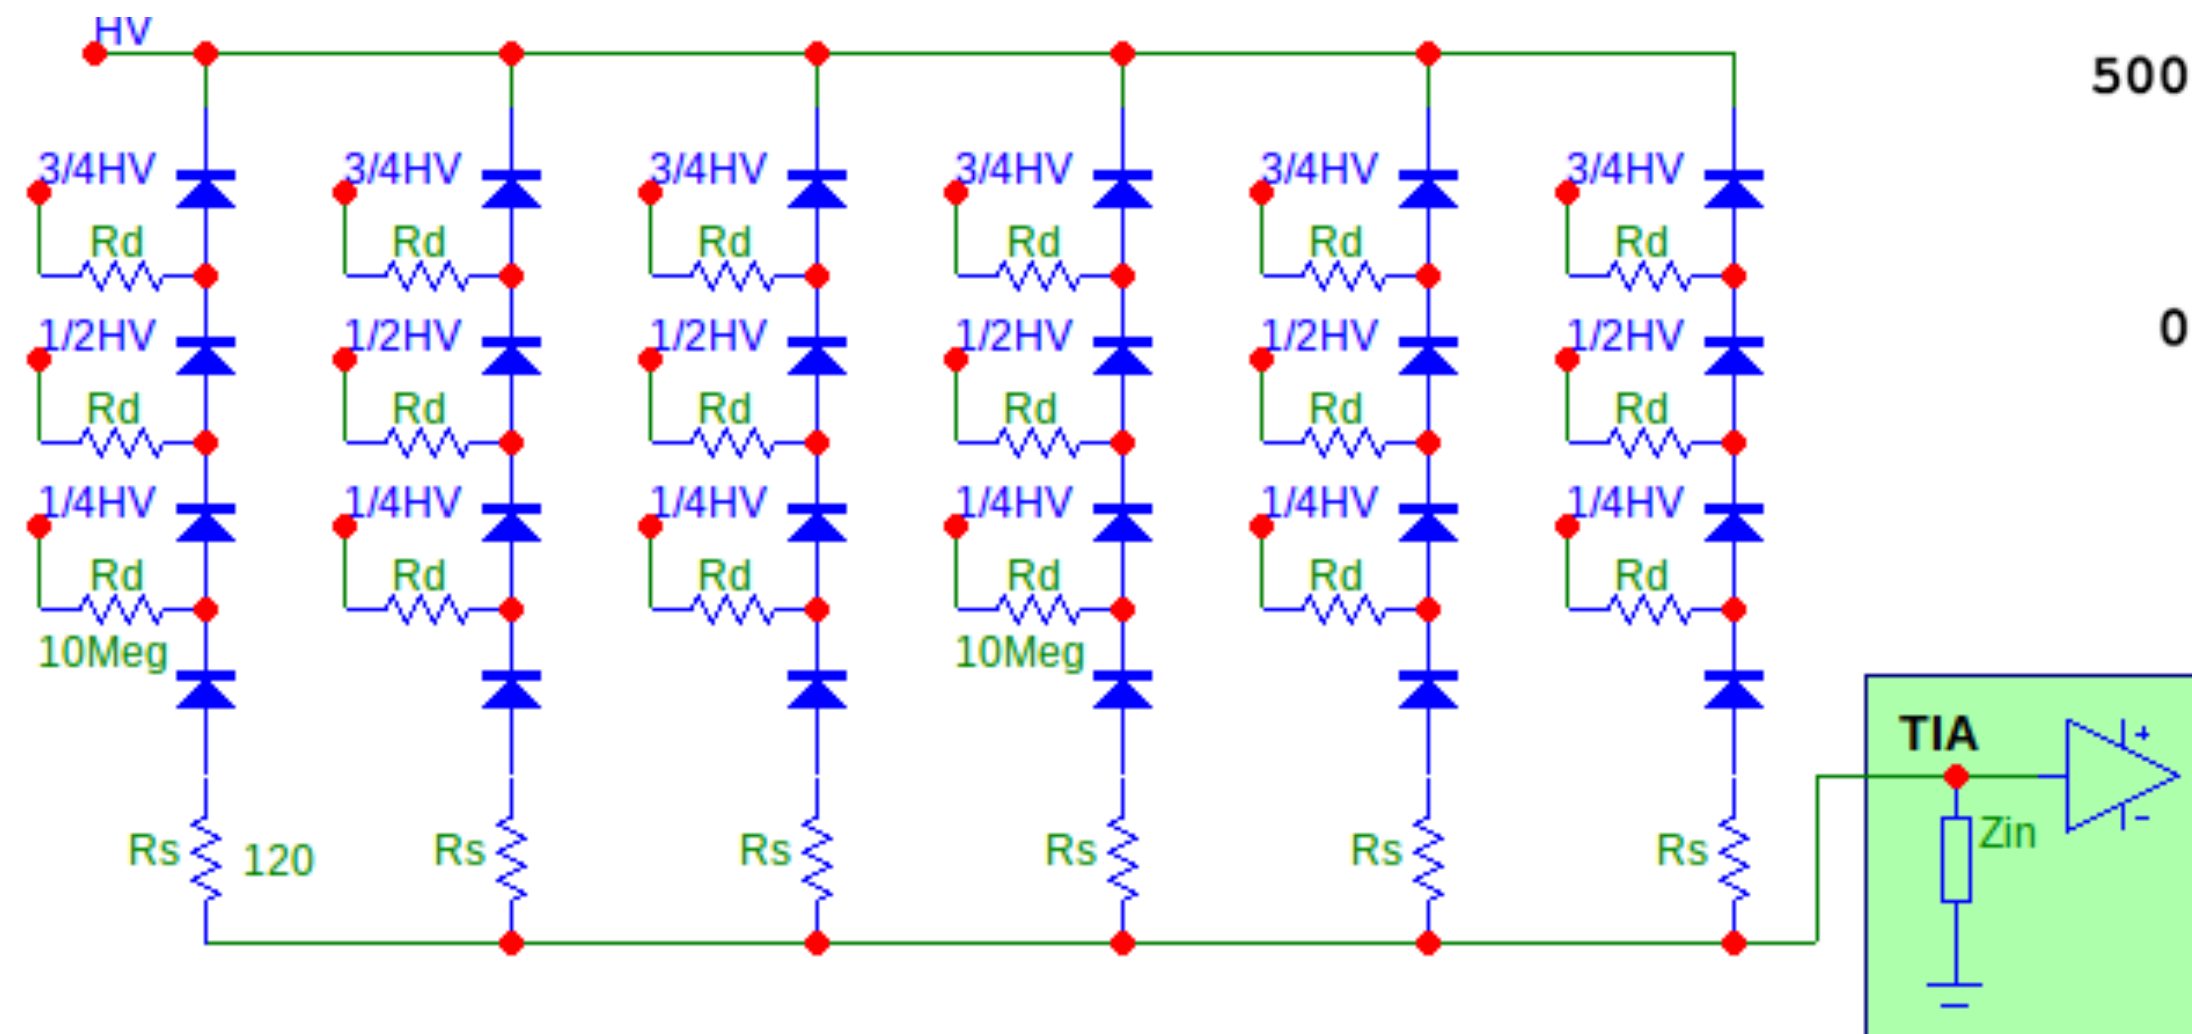 HV
500
3/4HV 3/4HV 3/4HV 3/4HV 3/4HV 3/4HV
Rd Rd Rd Rd Rd Rd
1/2HV 1/2HV 1/2HV 1/2HV 1/2HV 1/2HV
0
Rd Rd Rd Rd Rd Rd
1/4HV 1/4HV 1/4HV 1/4HV 1/4HV 1/4HV
Rd Rd Rd Rd Rd Rd
10Meg 10Meg
TIA
+
-
Zin
Rs 120 Rs Rs Rs Rs Rs